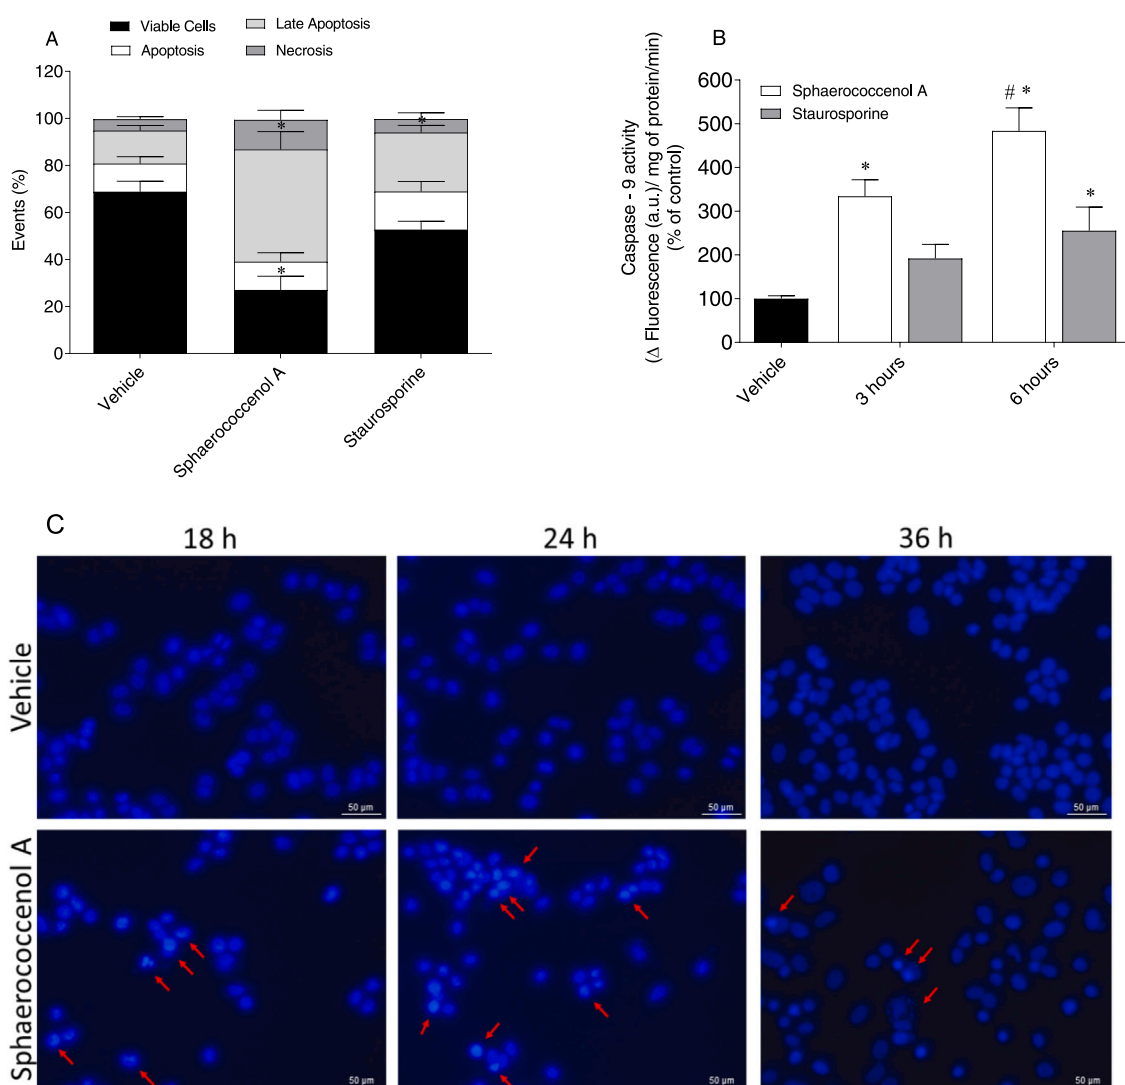 A
Viable Cells
Late Apoptosis
Apoptosis
Necrosis
120
100
80
60
40
20
0
Events (%)
*
*
*
Vehicle
Sphaerococcenol A
Staurosporine
B
Sphaerococcenol A
Staurosporine
600
500
400
300
200
100
0
Caspase - 9 activity
(Δ Fluorescence (a.u.)/ mg of protein/min)
(% of control)
*
# *
*
Vehicle
3 hours
6 hours
C
18 h
24 h
36 h
Vehicle
50 µm
50 µm
50 µm
Sphaerococcenol A
50 µm
50 µm
50 µm